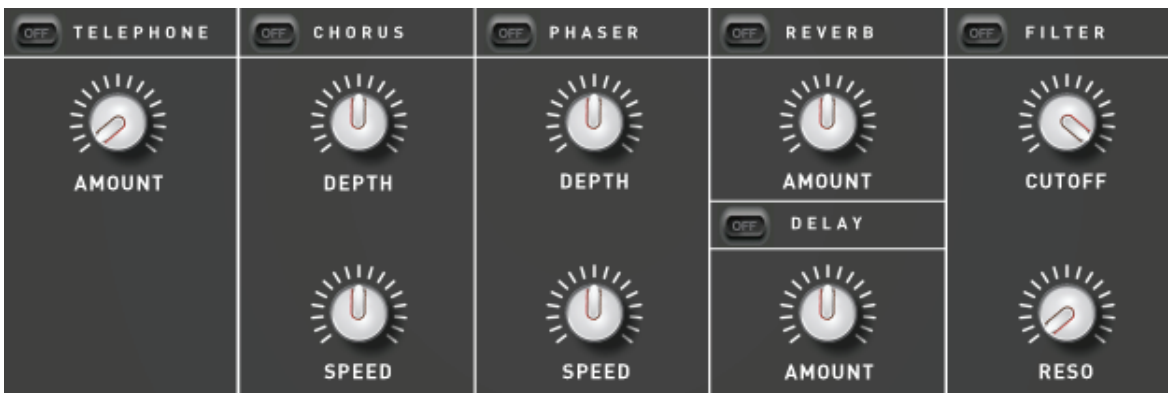 OFF TELEPHONE
AMOUNT
OFF CHORUS
DEPTH
SPEED
OFF PHASER
DEPTH
SPEED
OFF REVERB
AMOUNT
OFF DELAY
AMOUNT
OFF FILTER
CUTOFF
RESO